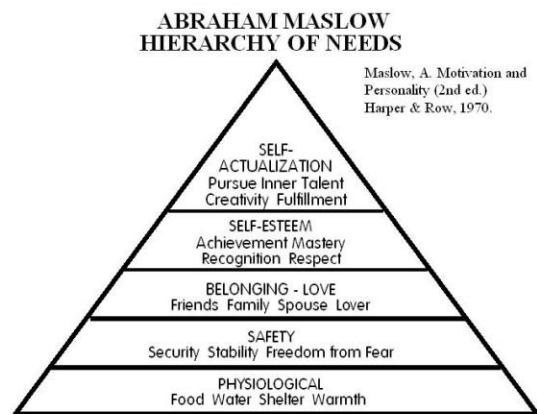 ABRAHAM MASLOW
HIERARCHY OF NEEDS
Maslow, A. Motivation and
Personality (2nd ed.)
Harper & Row, 1970.
SELF-
ACTUALIZATION
Pursue Inner Talent
Creativity Fulfillment
SELF-ESTEEM
Achievement Mastery
Recognition Respect
BELONGING - LOVE
Friends Family Spouse Lover
SAFETY
Security Stability Freedom from Fear
PHYSIOLOGICAL
Food Water Shelter Warmth